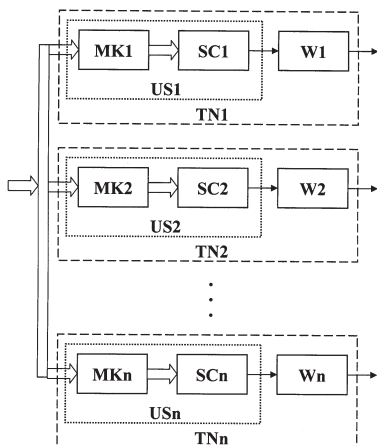 MK1 SC1 W1
US1
TN1
MK2 SC2 W2
US2
TN2
MKn SCn Wn
USn
TNn